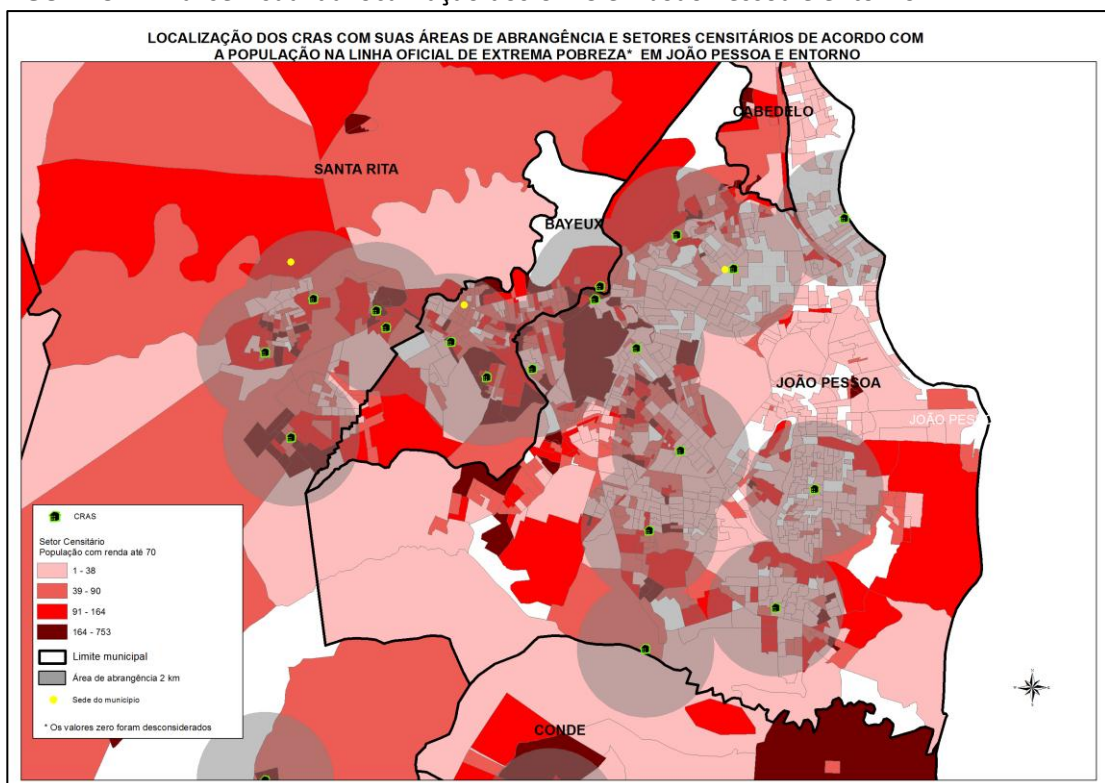 LOCALIZAÇÃO DOS CRAS COM SUAS ÁREAS DE ABRANGÊNCIA E SETORES CENSITÁRIOS DE ACORDO COM
A POPULAÇÃO NA LINHA OFICIAL DE EXTREMA POBREZA* EM JOÃO PESSOA E ENTORNO
CABEDELO
SANTA RITA
BAYEUX
JOÃO PESSOA
JOÃO PESS
CRAS
Setor Censitário
População com renda até 70
1 - 38
39 - 90
91 - 164
164 - 753
Limite municipal
Área de abrangência 2 km
Sede do município
* Os valores zero foram desconsiderados
CONDE